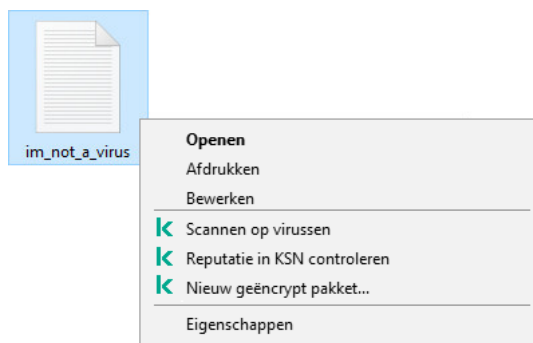 im_not_a_virus
Openen
Afdrukken
Bewerken
Scannen op virussen
Reputatie in KSN controleren
Nieuw geëncrypt pakket...
Eigenschappen